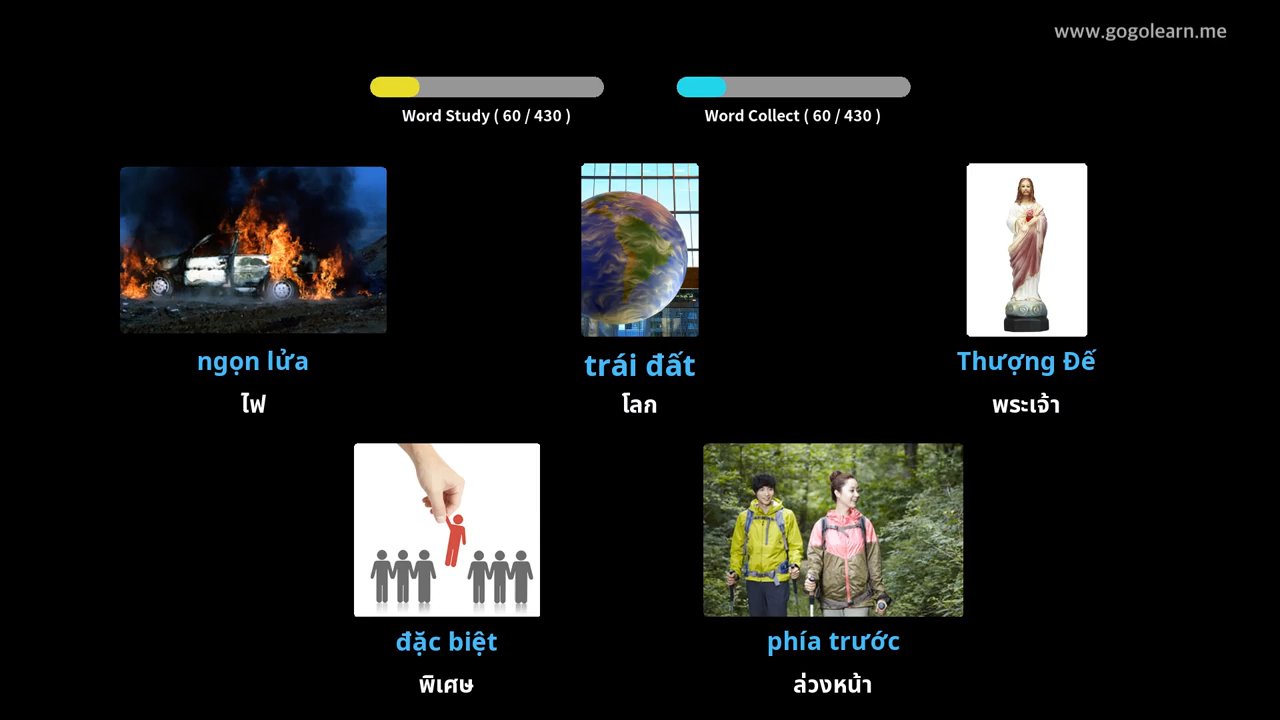 www.gogolearn.me
Word Study ( 60 / 430 )
Word Collect ( 60 / 430 )
ngọn lửa
trái đất
Thượng Đế
ไฟ
โลก
พระเจ้า
đặc biệt
phía trước
พิเศษ
ล่วงหน้า